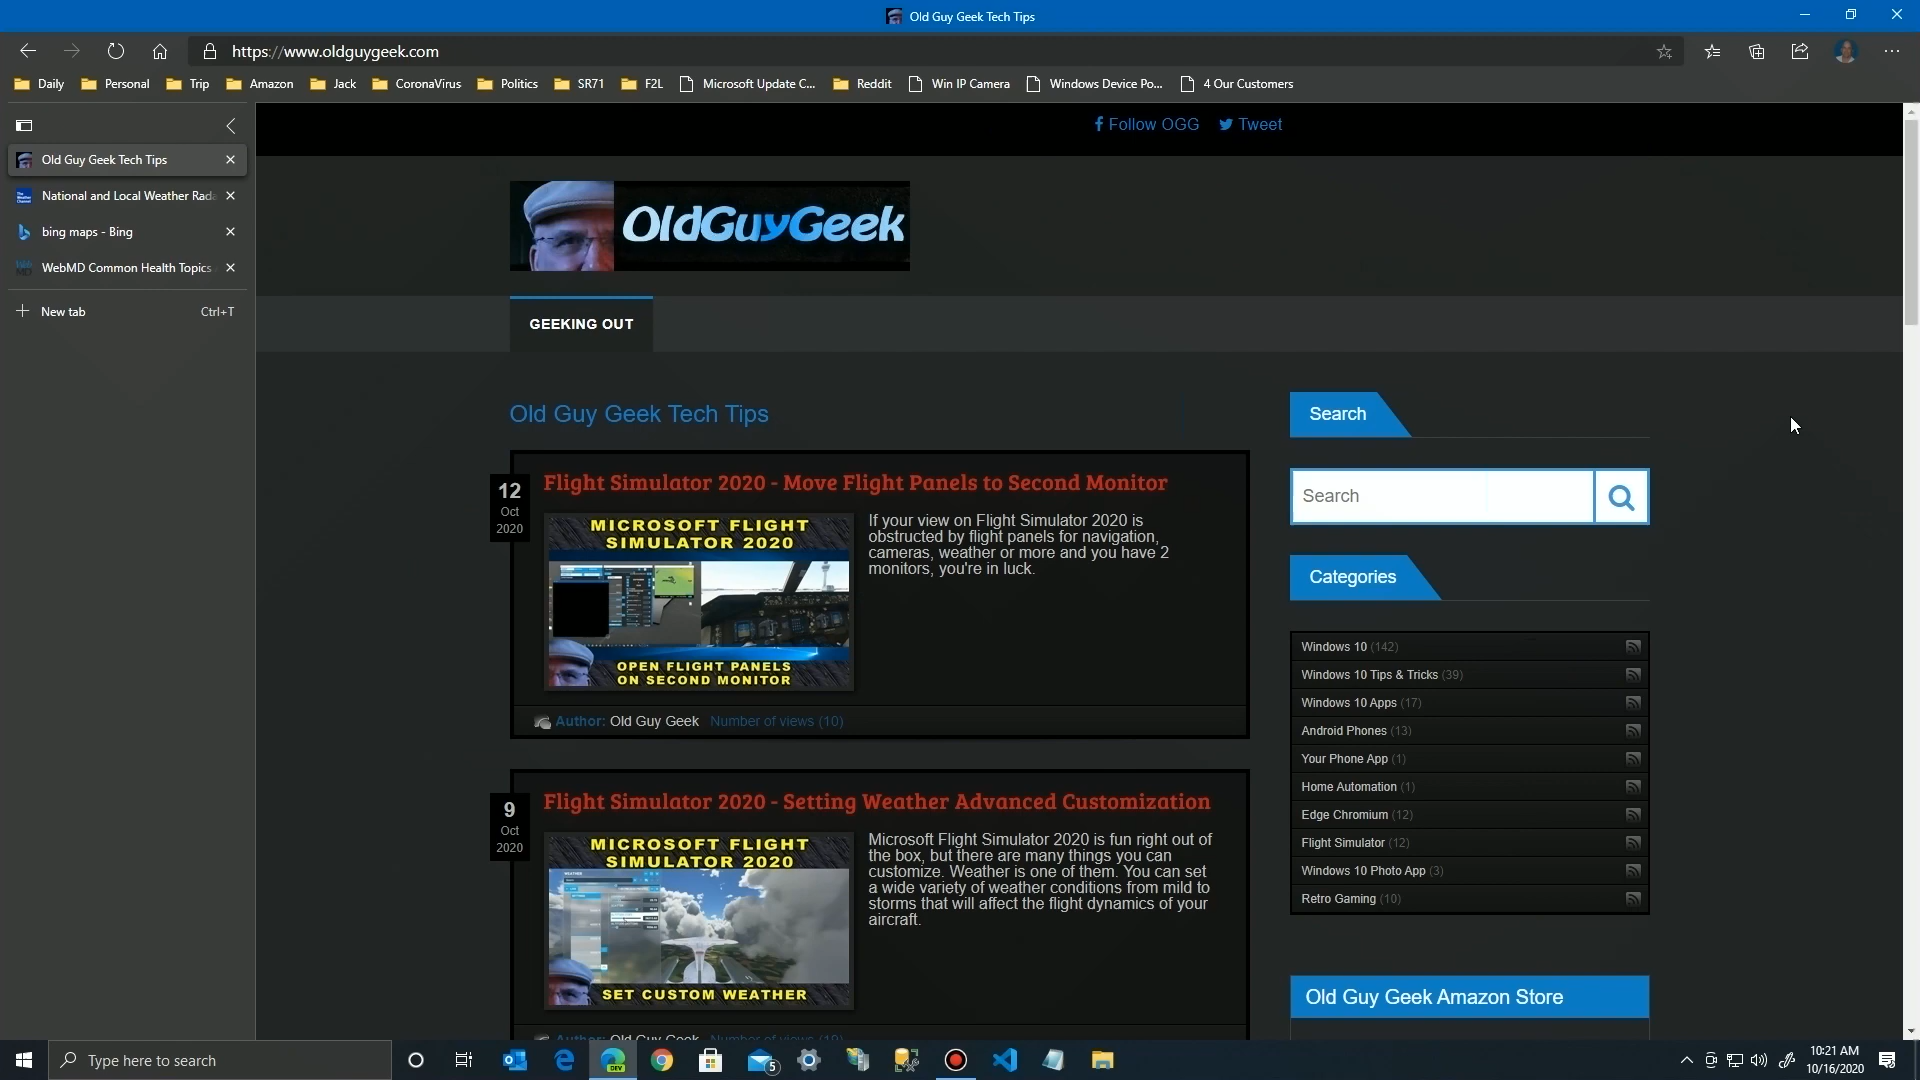 Old Guy Geek Tech Tips
https://www.oldguygeek.com
Daily Personal Trip Amazon Jack CoronaVirus Politics SR71 F2L Microsoft Update C... Reddit Win IP Camera Windows Device Po... 4 Our Customers
Follow OGG Tweet
Old Guy Geek Tech Tips
National and Local Weather Rada
bing maps - Bing
WebMD Common Health Topics
New tab Ctrl+T
OldGuyGeek
GEEKING OUT
Old Guy Geek Tech Tips
12
Oct
2020
Flight Simulator 2020 - Move Flight Panels to Second Monitor
MICROSOFT FLIGHT
SIMULATOR 2020
OPEN FLIGHT PANELS
ON SECOND MONITOR
If your view on Flight Simulator 2020 is
obstructed by flight panels for navigation,
cameras, weather or more and you have 2
monitors, you're in luck.
Author: Old Guy Geek Number of views (10)
9
Oct
2020
Flight Simulator 2020 - Setting Weather Advanced Customization
MICROSOFT FLIGHT
SIMULATOR 2020
SET CUSTOM WEATHER
Microsoft Flight Simulator 2020 is fun right out of
the box, but there are many things you can
customize. Weather is one of them. You can set
a wide variety of weather conditions from mild to
storms that will affect the flight dynamics of your
aircraft.
Author: Old Guy Geek Number of views (19)
Search
Search
Categories
Windows 10 (142)
Windows 10 Tips & Tricks (39)
Windows 10 Apps (17)
Android Phones (13)
Your Phone App (1)
Home Automation (1)
Edge Chromium (12)
Flight Simulator (12)
Windows 10 Photo App (3)
Retro Gaming (10)
Old Guy Geek Amazon Store
Type here to search
DEV
5
10:21 AM
10/16/2020